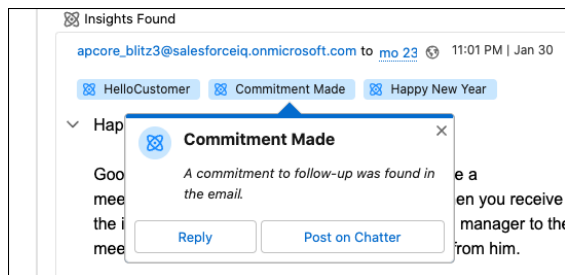 Insights Found
apcore_blitz3@salesforceiq.onmicrosoft.com to mo 23 11:01 PM | Jan 30
HelloCustomer Commitment Made Happy New Year
Hap
Commitment Made
Goo A commitment to follow-up was found in e a
mee the email. en you receive
the i Reply Post on Chatter manager to the
mee from him.